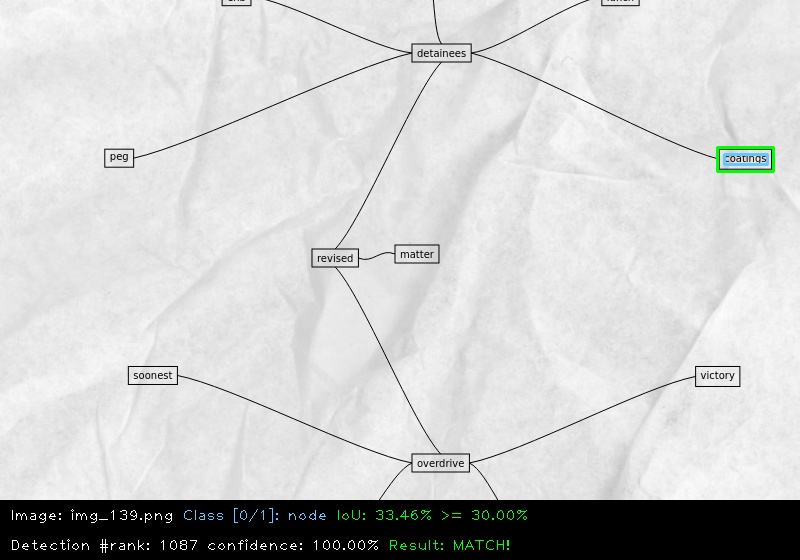 detainees
peg
coatings
revised
matter
soonest
victory
overdrive
Image: img_139.png Class [0/1]: node IoU: 33.46% >= 30.00%
Detection #rank: 1087 confidence: 100.00% Result: MATCH!